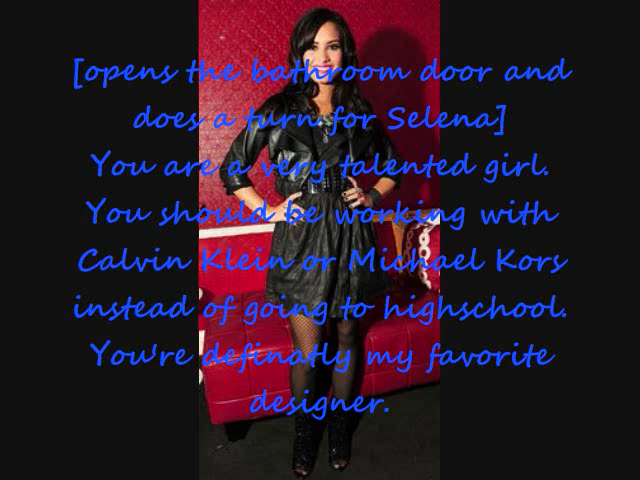 [opens the bathroom door and
does a turn for Selena]
You are a very talented girl.
You should be working with
Calvin Klein or Michael Kors
instead of going to highschool.
You're definatly my favorite
designer.